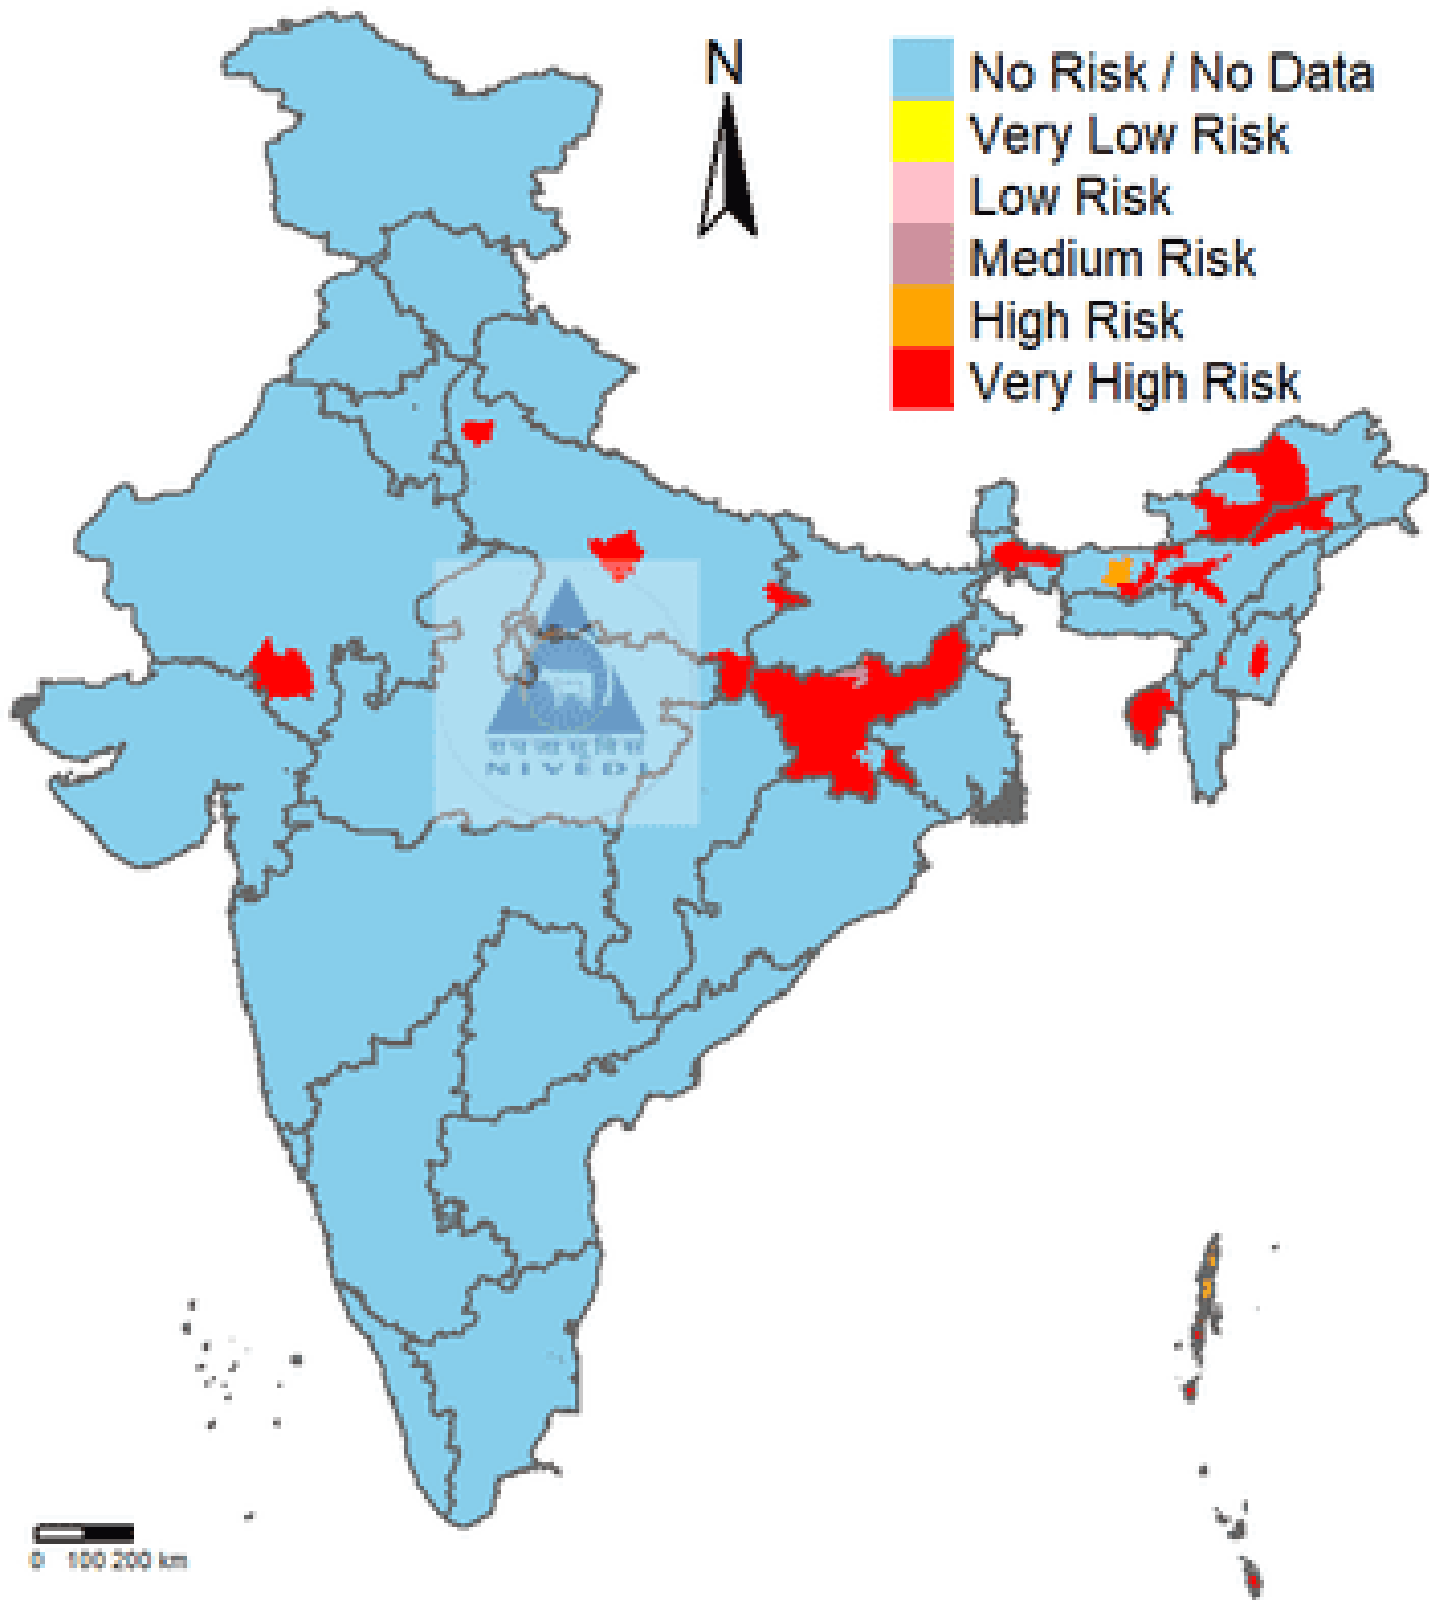 N
No Risk / No Data
Very Low Risk
Low Risk
Medium Risk
High Risk
Very High Risk
NIVEDI
0 100 200 km